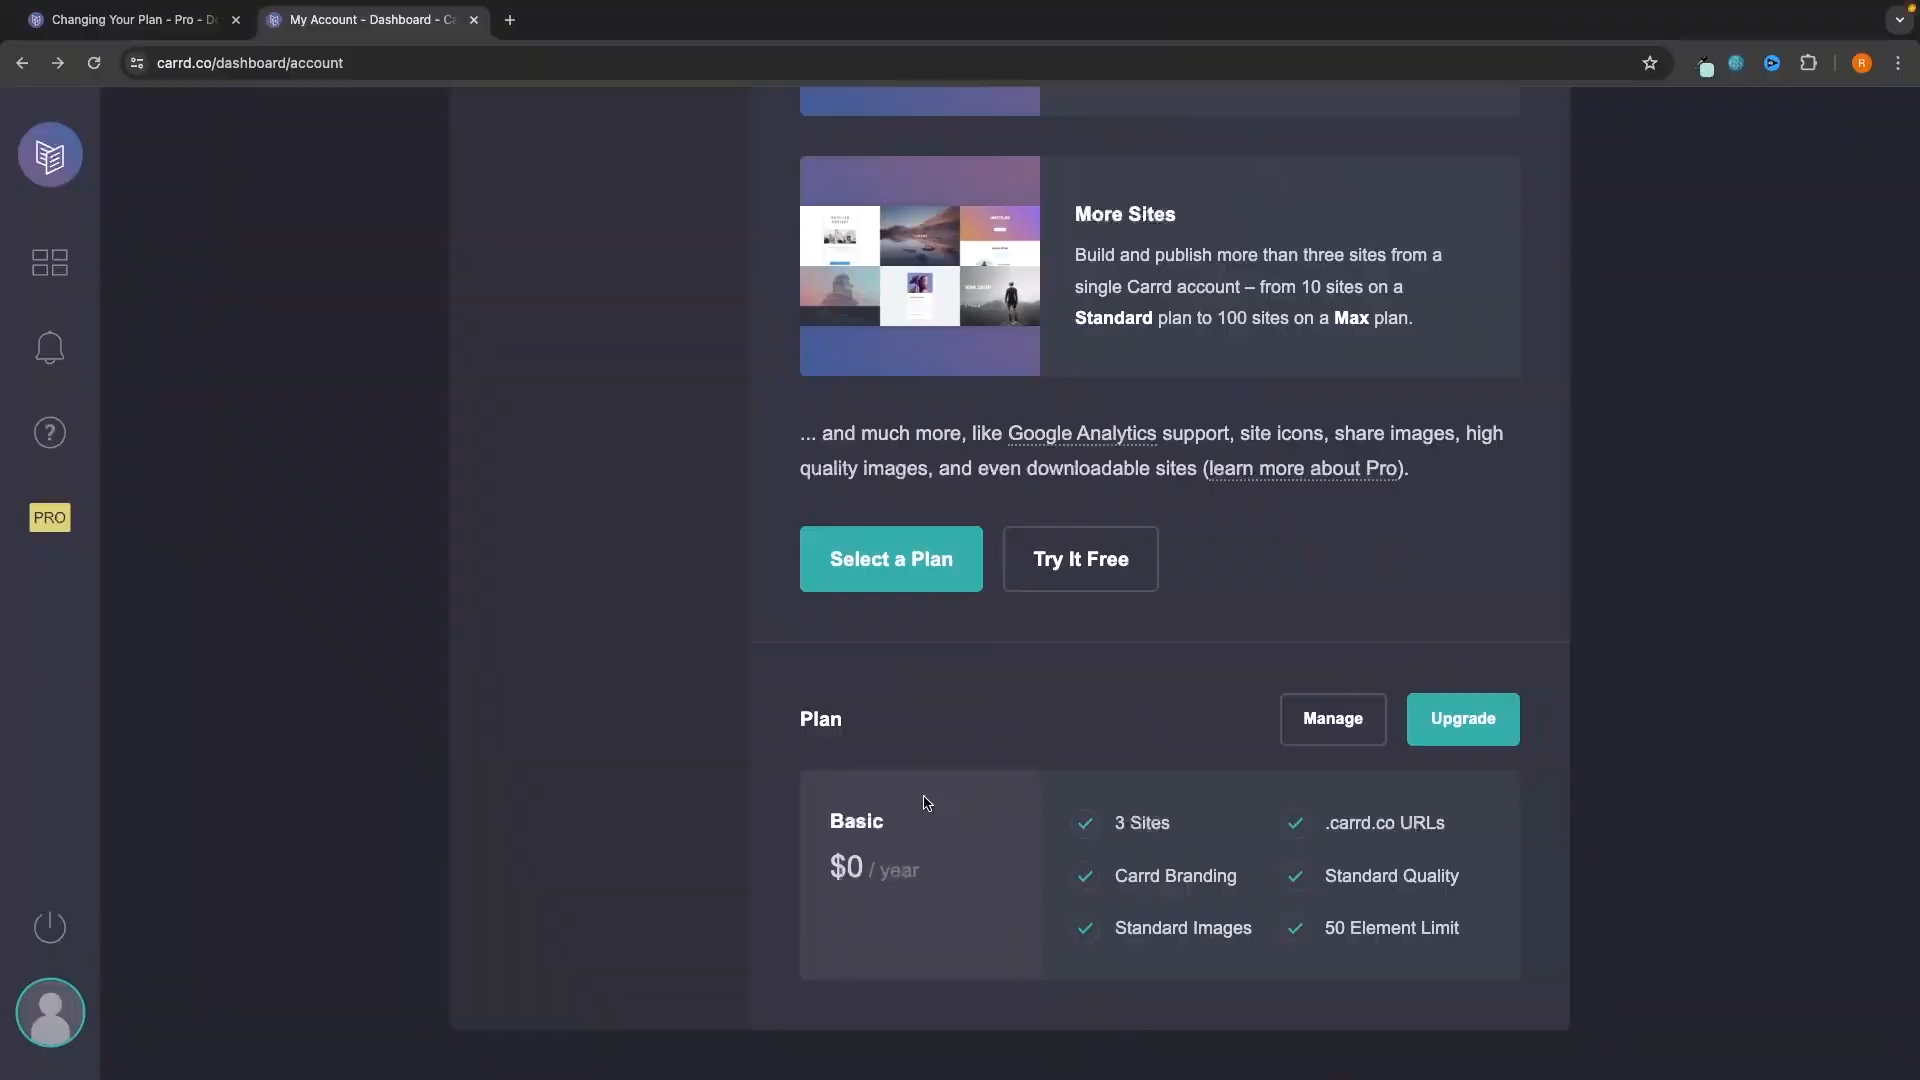 Changing Your Plan - Pro - Do
My Account - Dashboard - Ca
carrd.co/dashboard/account
R
More Sites
Build and publish more than three sites from a
single Carrd account – from 10 sites on a
Standard plan to 100 sites on a Max plan.
... and much more, like Google Analytics support, site icons, share images, high
quality images, and even downloadable sites (learn more about Pro).
PRO
Select a Plan
Try It Free
Plan
Manage
Upgrade
Basic
$0 / year
3 Sites
.carrd.co URLs
Carrd Branding
Standard Quality
Standard Images
50 Element Limit